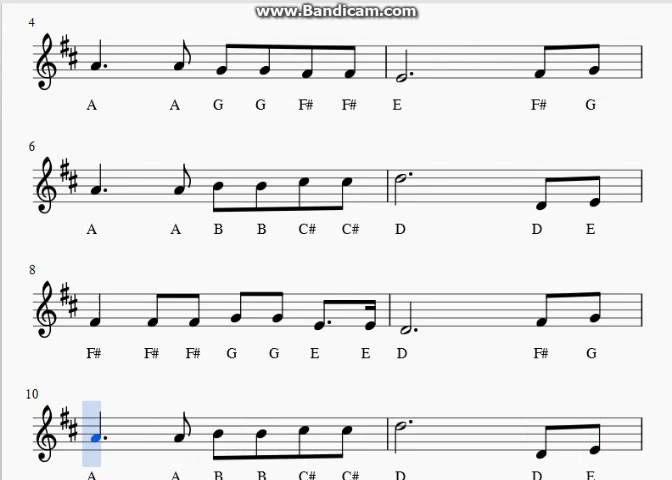 www.Bandicam.com
4
A A G G F# F# E F# G
6
A A B B C# C# D D E
8
F# F# F# G G E E D F# G
10
A A B B C# C# D D E